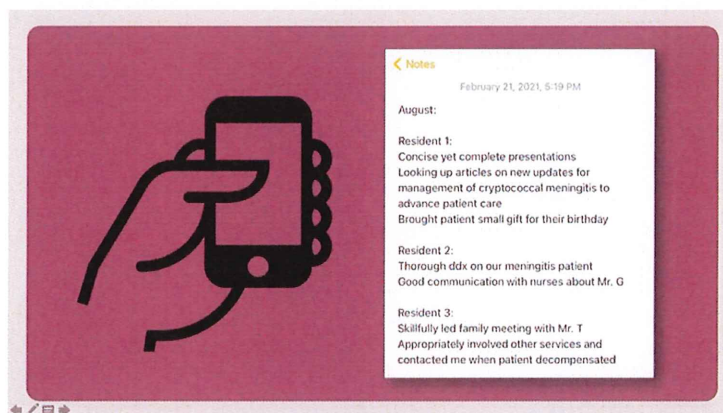 Notes
February 21, 2021, 5:19 PM
August:
Resident 1:
Concise yet complete presentations
Looking up articles on new updates for
management of cryptococcal meningitis to
advance patient care
Brought patient small gift for their birthday
Resident 2:
Thorough ddx on our meningitis patient
Good communication with nurses about Mr. G
Resident 3:
Skillfully led family meeting with Mr. T
Appropriately involved other services and
contacted me when patient decompensated